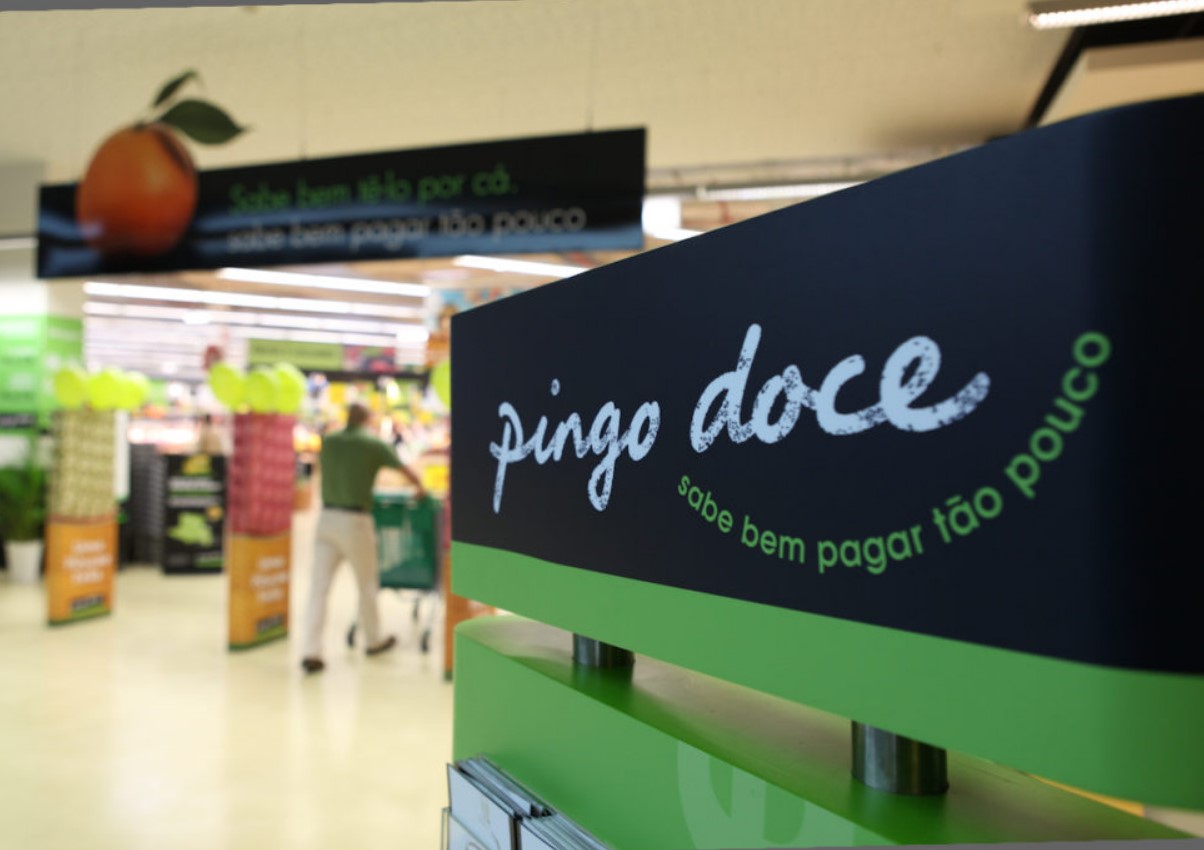 Sabe bem tê-lo por cá.
sabe bem pagar tão pouco
pingo doce
sabe bem pagar tão pouco